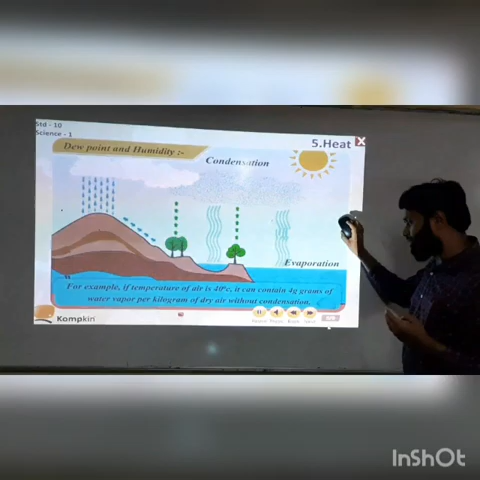 Std - 10
Science - 1
5.Heat
Dew point and Humidity :-
Condensation
Evaporation
For example, if temperature of air is 40°c, it can contain 4g grams of
water vapor per kilogram of dry air without condensation.
Kompkin
InShOt